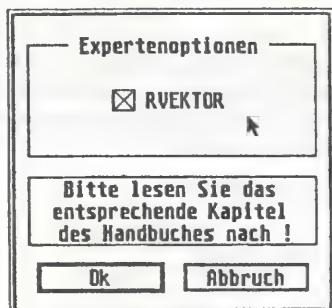 Expertenoptionen
RVEKTOR
Bitte lesen Sie das
entsprechende Kapitel
des Handbuches nach !
Ok Abbruch